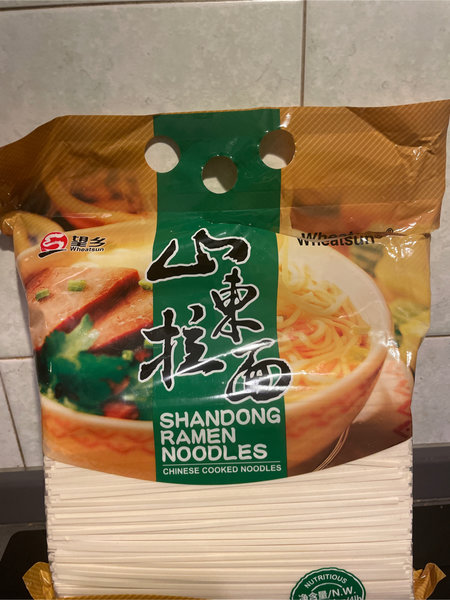 望乡
Wheatsun
Wheatsun®
山東
拉面
SHANDONG
RAMEN
NOODLES
CHINESE COOKED NOODLES
NUTRITIOUS
净含量/N.W.